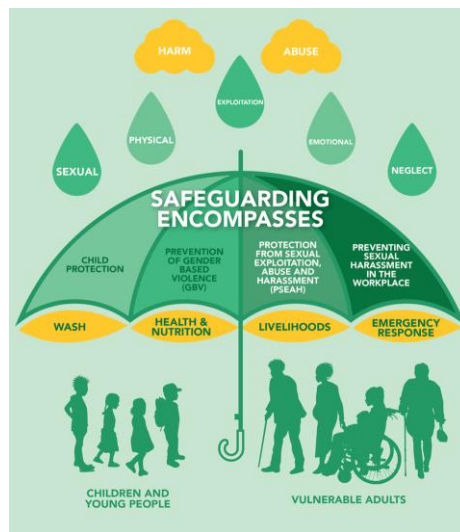 HARM
ABUSE
EXPLOITATION
PHYSICAL
EMOTIONAL
SEXUAL
NEGLECT
SAFEGUARDING
ENCOMPASSES
CHILD
PROTECTION
PREVENTION
OF GENDER
BASED
VIOLENCE
(GBV)
PROTECTION
FROM SEXUAL
EXPLOITATION,
ABUSE AND
HARASSMENT
(PSEAH)
PREVENTING
SEXUAL
HARASSMENT
IN THE
WORKPLACE
WASH
HEALTH &
NUTRITION
LIVELIHOODS
EMERGENCY
RESPONSE
CHILDREN AND
YOUNG PEOPLE
VULNERABLE ADULTS